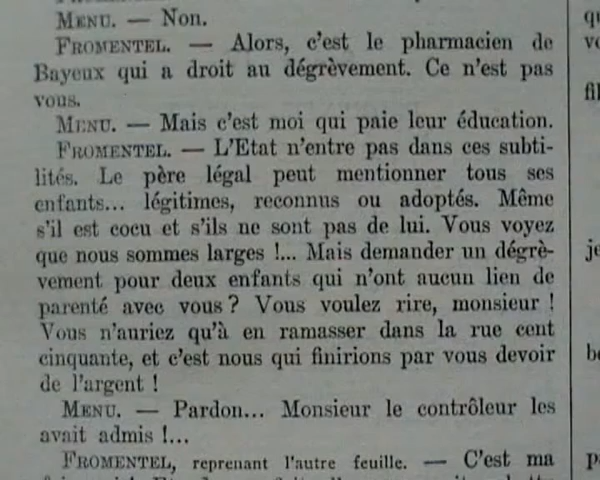 MENU. — Non.
FROMENTEL. — Alors, c'est le pharmacien de
Bayeux qui a droit au dégrèvement. Ce n'est pas
vous.
MENU. — Mais c'est moi qui paie leur éducation.
FROMENTEL. — L'Etat n'entre pas dans ces subti-
lités. Le père légal peut mentionner tous ses
enfants... légitimes, reconnus ou adoptés. Même
s'il est cocu et s'ils ne sont pas de lui. Vous voyez
que nous sommes larges !... Mais demander un dégrè-
vement pour deux enfants qui n'ont aucun lien de
parenté avec vous ? Vous voulez rire, monsieur !
Vous n'auriez qu'à en ramasser dans la rue cent
cinquante, et c'est nous qui finirions par vous devoir
de l'argent !
MENU. — Pardon... Monsieur le contrôleur les
avait admis !...
FROMENTEL, reprenant l'autre feuille. — C'est ma